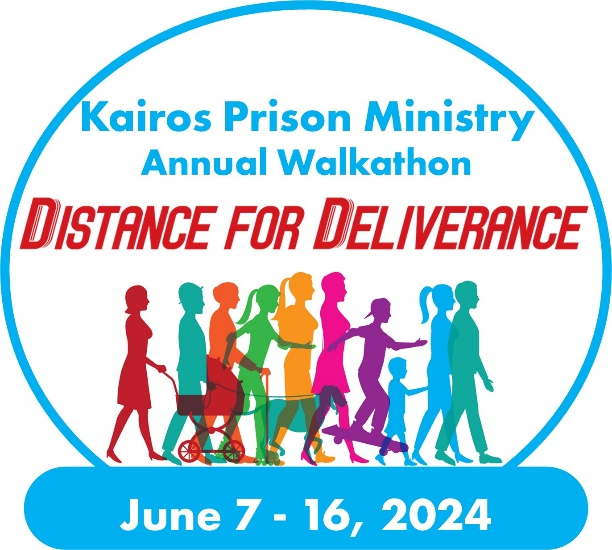 Kairos Prison Ministry
Annual Walkathon
DISTANCE FOR DELIVERANCE
June 7 - 16, 2024